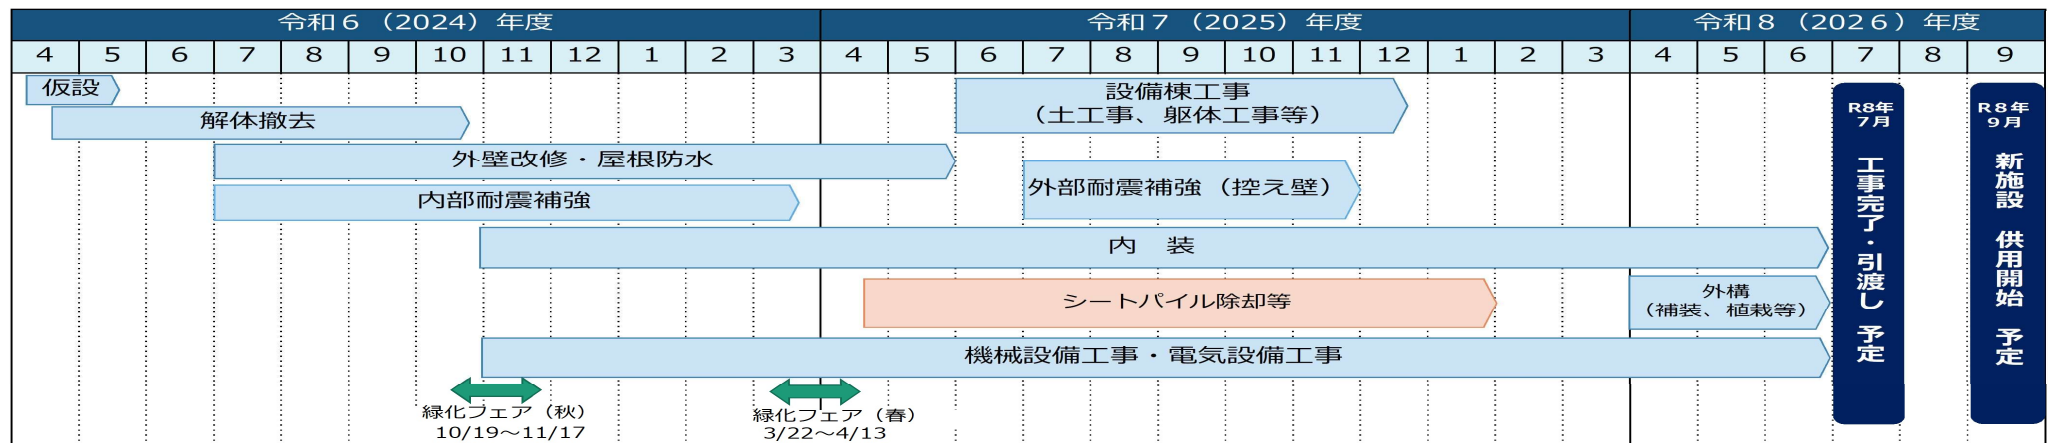 令和６（2024）年度 令和７（2025）年度 令和８（202６）年度
4 5 6 7 8 9 10 11 12 1 2 3 4 5 6 7 8 9 10 11 12 1 2 3 4 5 6 7 8 9
仮設
解体撤去
外壁改修・屋根防水
内部耐震補強
設備棟工事
（土工事、躯体工事等）
外部耐震補強（控え壁）
内　装
シートパイル除却等
外構
（補装、植栽等）
機械設備工事・電気設備工事
緑化フェア（秋）
10/19～11/17
緑化フェア（春）
3/22～4/13
R8年
7月
工事完了・引渡し 予定
R８年
９月
新施設 供用開始 予定